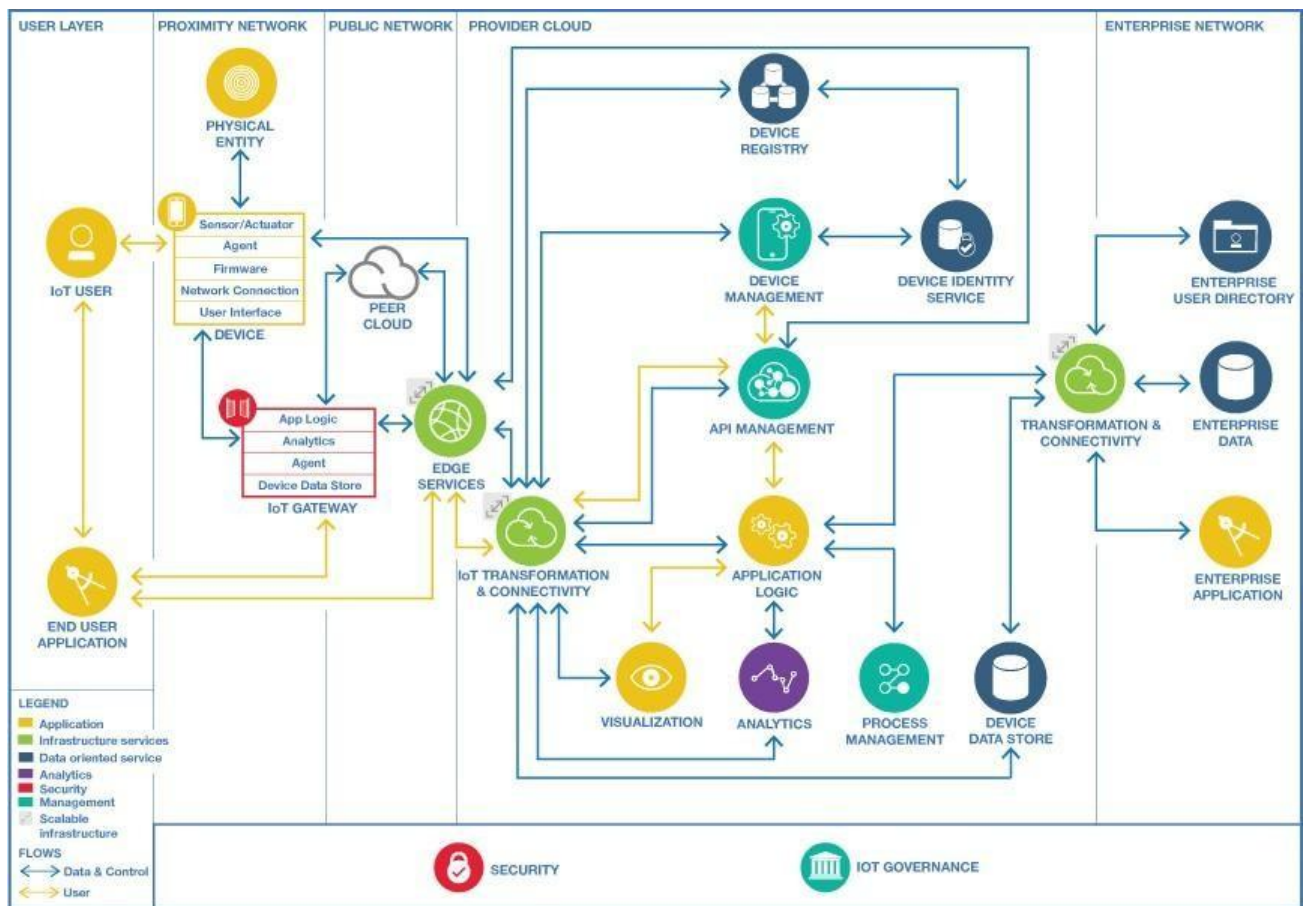 USER LAYER
PROXIMITY NETWORK
PUBLIC NETWORK
PROVIDER CLOUD
ENTERPRISE NETWORK
PHYSICAL
ENTITY
DEVICE
REGISTRY
IoT USER
Sensor/Actuator
Agent
Firmware
Network Connection
User Interface
DEVICE
PEER
CLOUD
DEVICE
MANAGEMENT
DEVICE IDENTITY
SERVICE
ENTERPRISE
USER DIRECTORY
App Logic
Analytics
Agent
Device Data Store
IoT GATEWAY
EDGE
SERVICES
API MANAGEMENT
TRANSFORMATION &
CONNECTIVITY
ENTERPRISE
DATA
END USER
APPLICATION
IoT TRANSFORMATION
& CONNECTIVITY
APPLICATION
LOGIC
ENTERPRISE
APPLICATION
VISUALIZATION
ANALYTICS
PROCESS
MANAGEMENT
DEVICE
DATA STORE
LEGEND
Application
Infrastructure services
Data oriented service
Analytics
Security
Management
Scalable
infrastructure
FLOWS
Data & Control
User
SECURITY
IOT GOVERNANCE